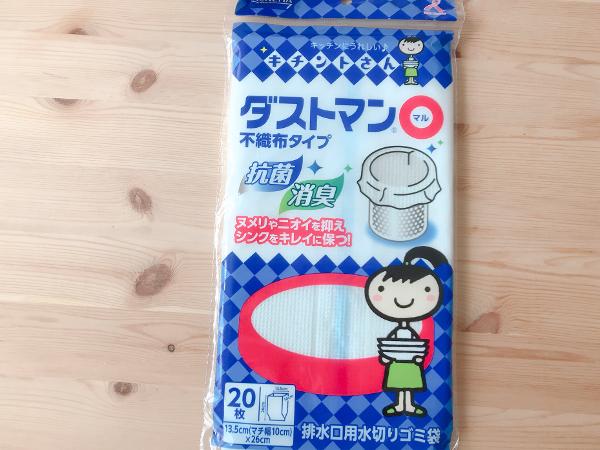 キッチンにうれしい♪
キチントさん
ダストマン®
マル
不織布タイプ
抗菌
消臭
ヌメリやニオイを抑え
シンクをキレイに保つ!
20枚
13.5cm(マチ幅10cm)
×26cm
排水口用水切りゴミ袋